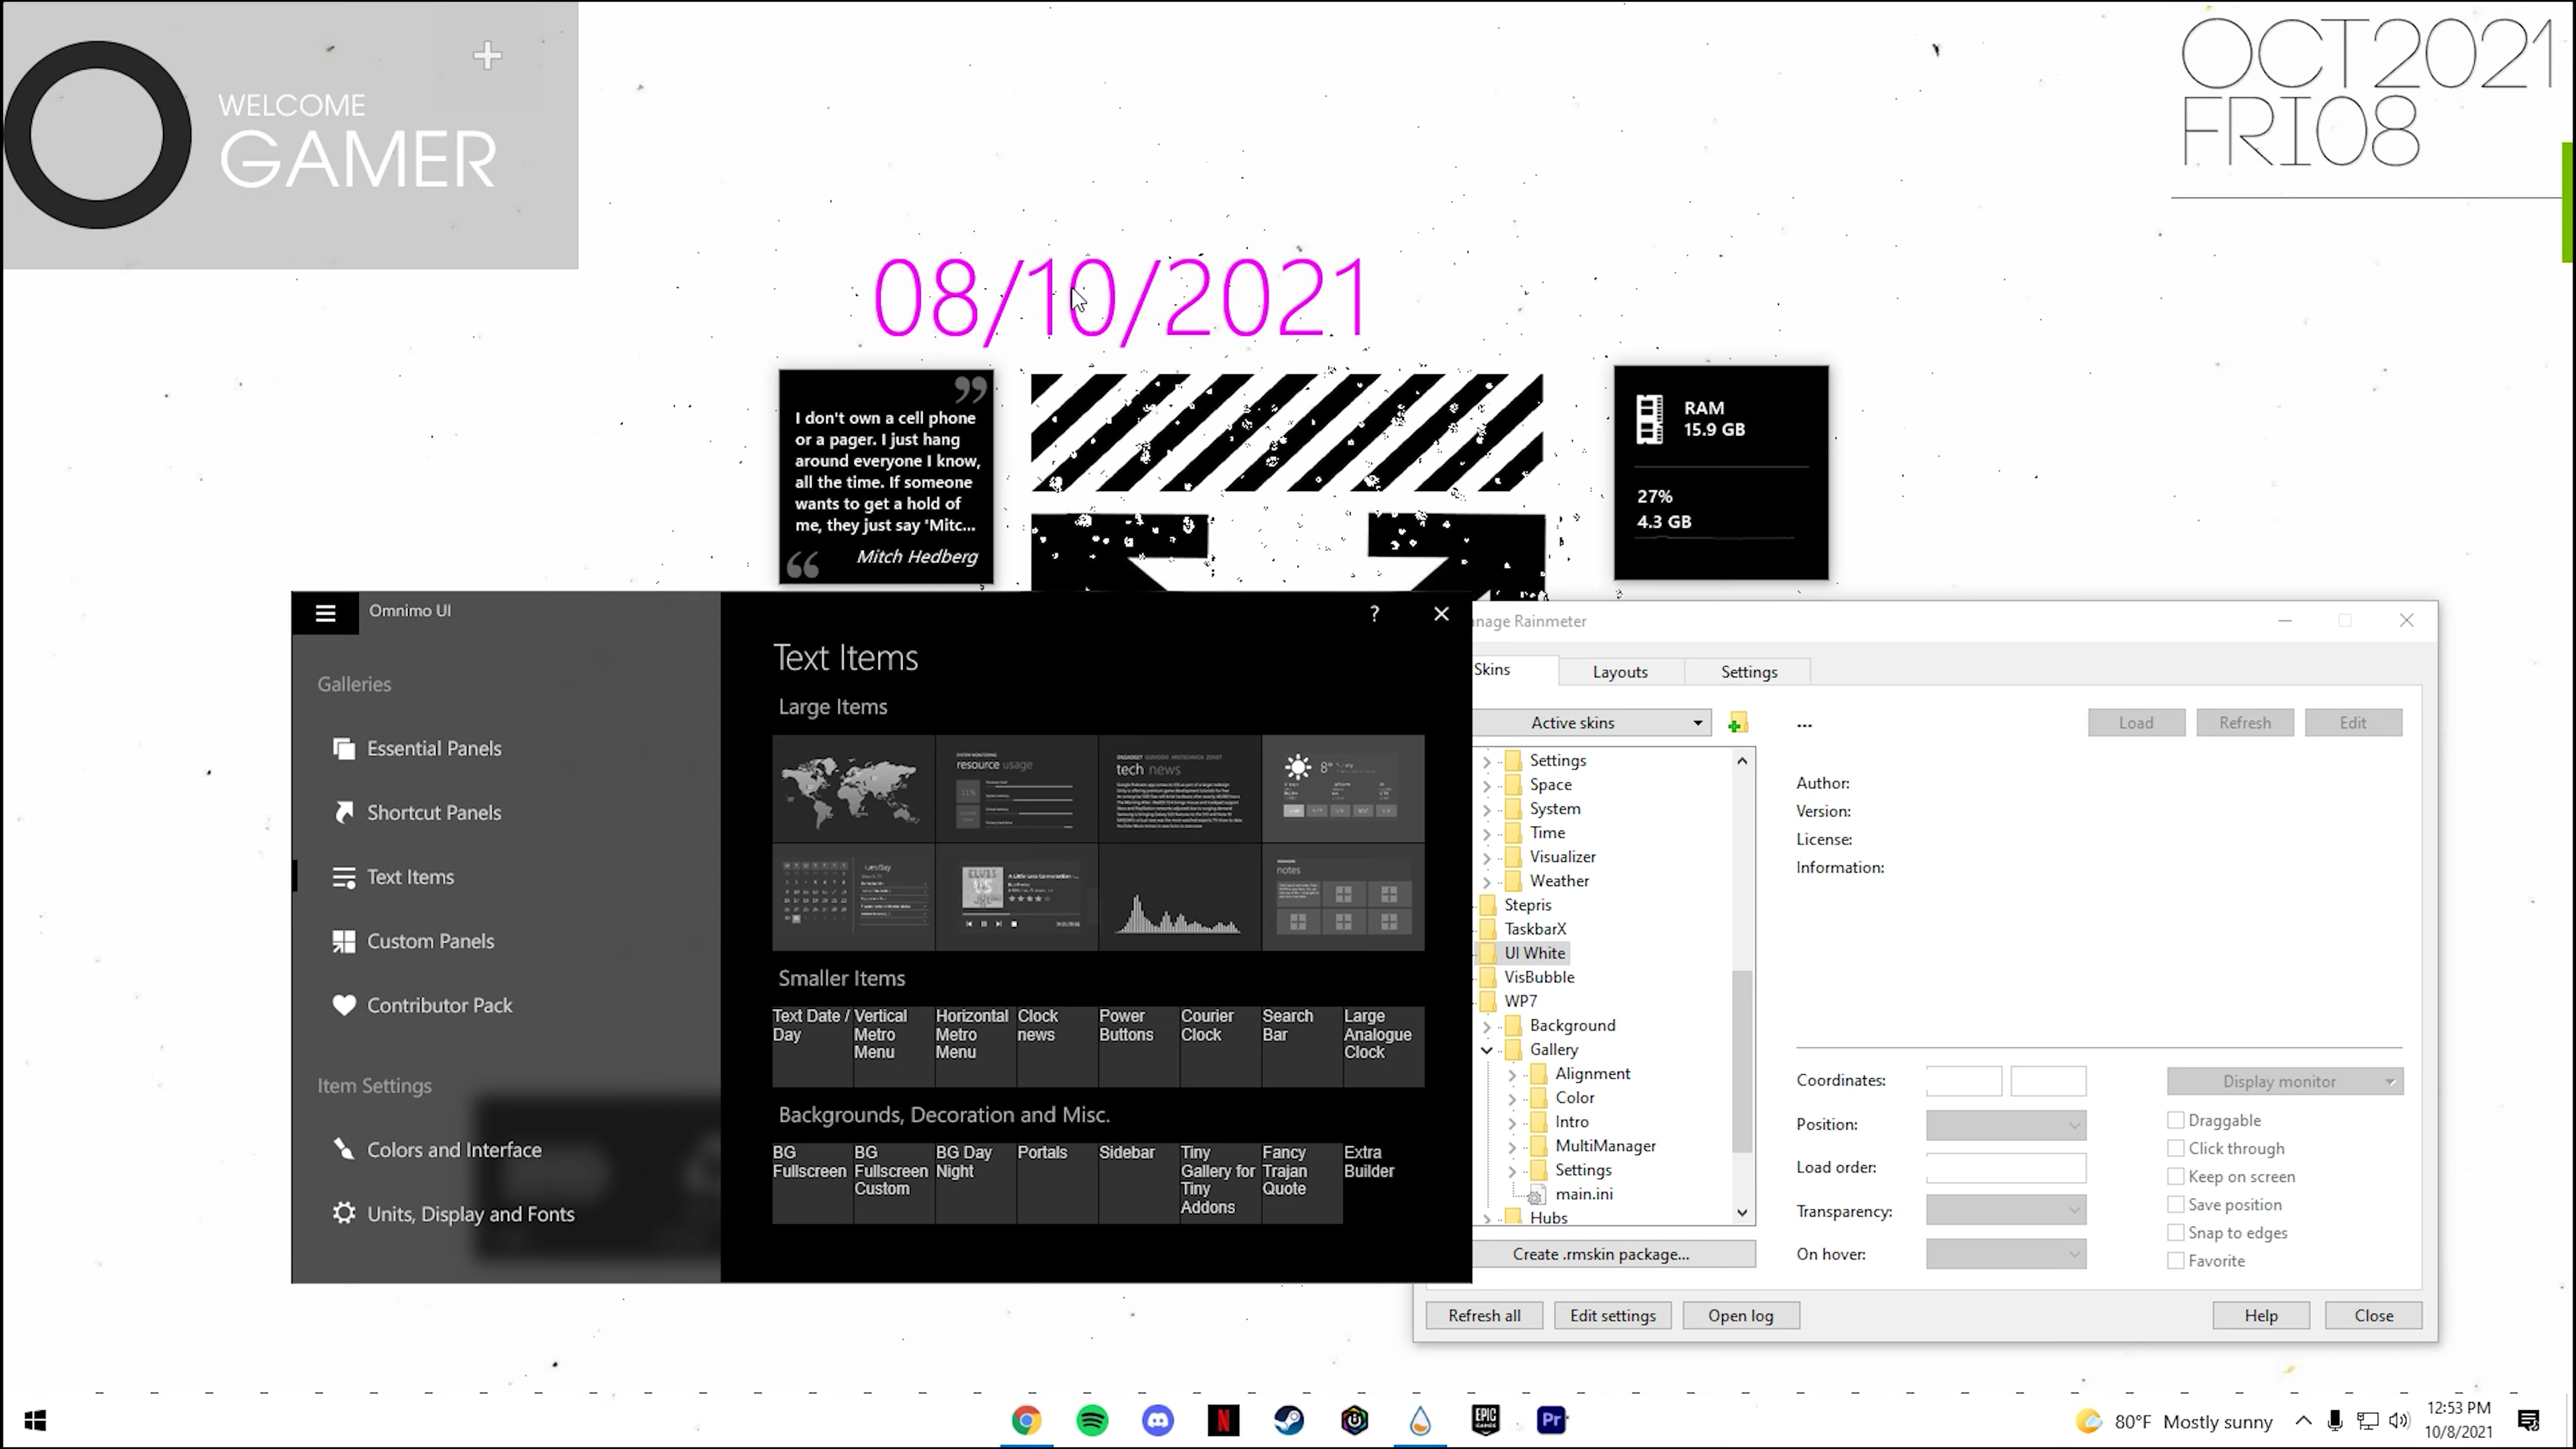 WELCOME
GAMER
OCT2021
FRI08
08/10/2021
I don't own a cell phone
or a pager. I just hang
around everyone I know,
all the time. If someone
wants to get a hold of
me, they just say 'Mitc...
Mitch Hedberg
RAM
15.9 GB
27%
4.3 GB
Omnimo UI
?
Galleries
Essential Panels
Shortcut Panels
Text Items
Custom Panels
Contributor Pack
Item Settings
Colors and Interface
Units, Display and Fonts
Text Items
Large Items
resource usage
tech news
8°
notes
Smaller Items
Text Date /
Day
Vertical
Metro
Menu
Horizontal
Metro
Menu
Clock
news
Power
Buttons
Courier
Clock
Search
Bar
Large
Analogue
Clock
Backgrounds, Decoration and Misc.
BG
Fullscreen
BG
Fullscreen
Custom
BG Day
Night
Portals
Sidebar
Tiny
Gallery for
Tiny
Addons
Fancy
Trajan
Quote
Extra
Builder
nage Rainmeter
Skins
Layouts
Settings
Active skins
...
Load
Refresh
Edit
Settings
Space
System
Time
Visualizer
Weather
Stepris
TaskbarX
UI White
VisBubble
WP7
Background
Gallery
Alignment
Color
Intro
MultiManager
Settings
main.ini
Hubs
Create .rmskin package...
Author:
Version:
License:
Information:
Coordinates:
Position:
Load order:
Transparency:
On hover:
Display monitor
Draggable
Click through
Keep on screen
Save position
Snap to edges
Favorite
Refresh all
Edit settings
Open log
Help
Close
N
EPIC
GAMES
Pr
80°F Mostly sunny
12:53 PM
10/8/2021